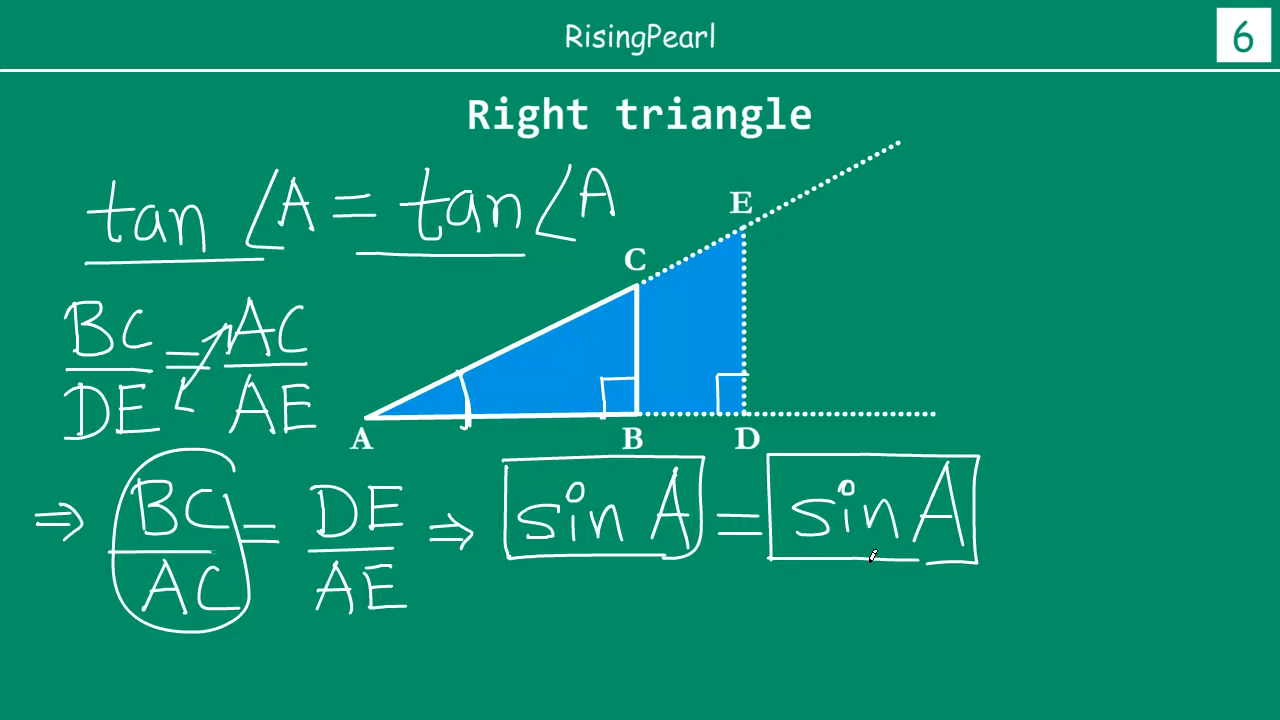 RisingPearl
6
Right triangle
tan ∠A = tan ∠A
BC/DE = AC/AE
E
C
A
B
D
⇒ BC/AC = DE/AE ⇒ sin A = sin A